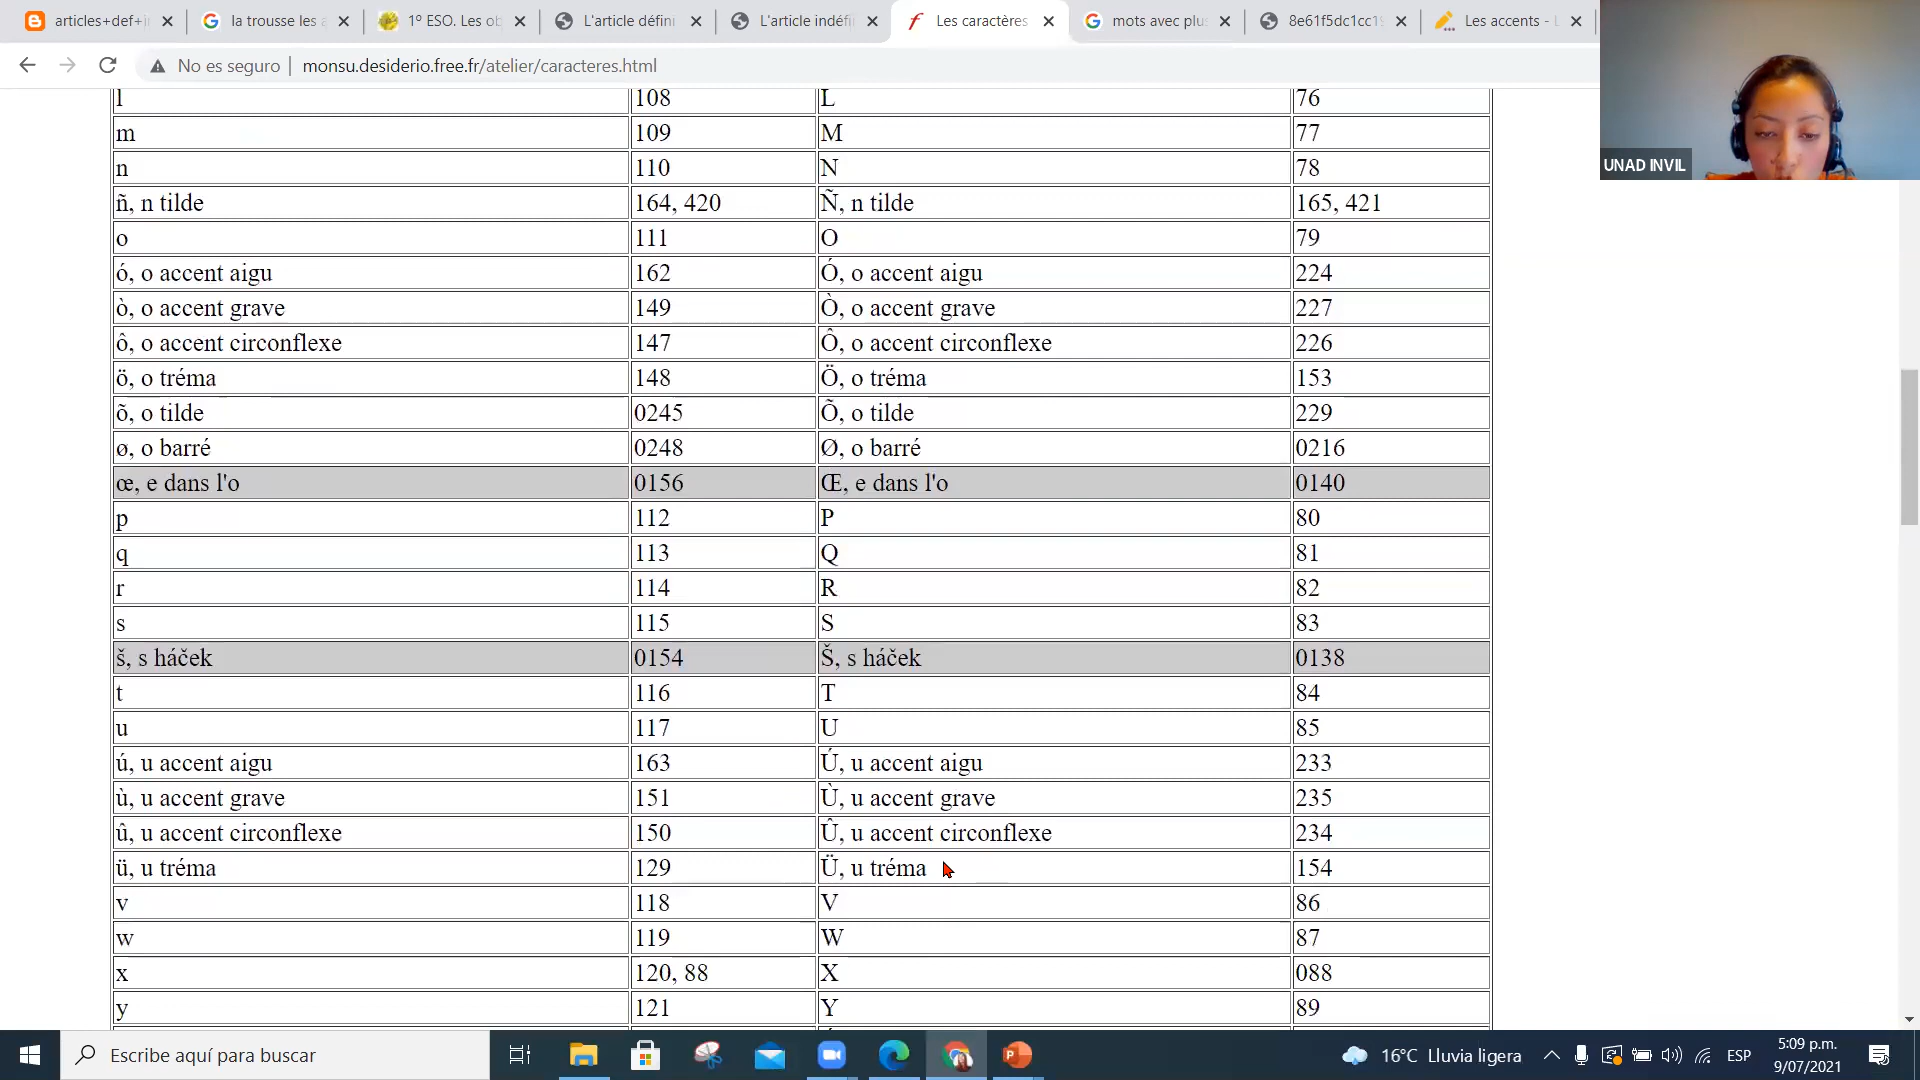 articles+def+i
la trousse les a
1º ESO. Les ob
L'article défini
L'article indéfi
Les caractères
mots avec plus
8e61f5dc1cc1
Les accents - L
No es seguro | monsu.desiderio.free.fr/atelier/caracteres.html
UNAD INVIL
l 108 L 76
m 109 M 77
n 110 N 78
ñ, n tilde 164, 420 Ñ, n tilde 165, 421
o 111 O 79
ó, o accent aigu 162 Ó, o accent aigu 224
ò, o accent grave 149 Ò, o accent grave 227
ô, o accent circonflexe 147 Ô, o accent circonflexe 226
ö, o tréma 148 Ö, o tréma 153
õ, o tilde 0245 Õ, o tilde 229
ø, o barré 0248 Ø, o barré 0216
œ, e dans l'o 0156 Œ, e dans l'o 0140
p 112 P 80
q 113 Q 81
r 114 R 82
s 115 S 83
š, s háček 0154 Š, s háček 0138
t 116 T 84
u 117 U 85
ú, u accent aigu 163 Ú, u accent aigu 233
ù, u accent grave 151 Ù, u accent grave 235
û, u accent circonflexe 150 Û, u accent circonflexe 234
ü, u tréma 129 Ü, u tréma 154
v 118 V 86
w 119 W 87
x 120, 88 X 088
y 121 Y 89
Escribe aquí para buscar
16°C Lluvia ligera
ESP
5:09 p.m.
9/07/2021